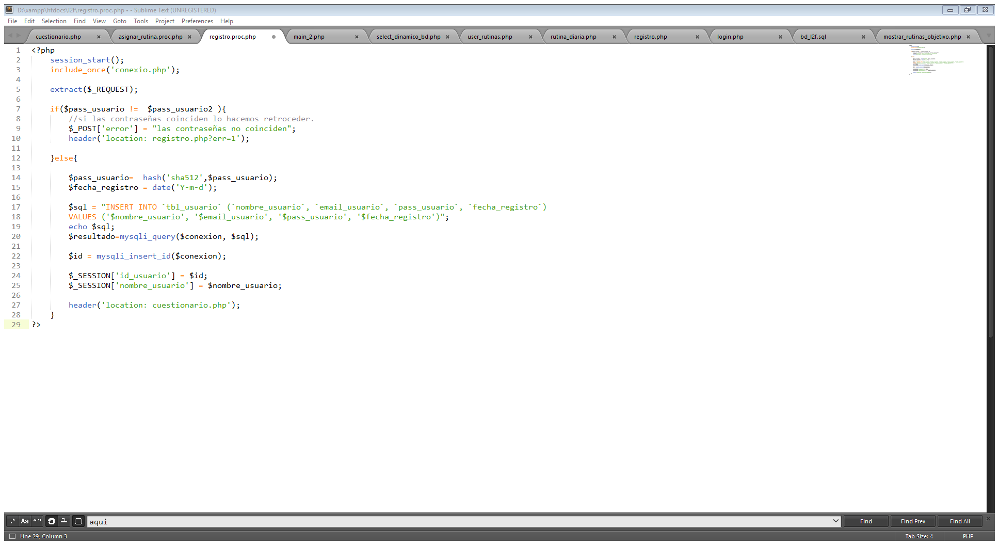 D:\xampp\htdocs\l2f\registro.proc.php • - Sublime Text (UNREGISTERED)
File Edit Selection Find View Goto Tools Project Preferences Help
cuestionario.php asignar_rutina.proc.php registro.proc.php main_2.php select_dinamico_bd.php user_rutinas.php rutina_diaria.php registro.php login.php bd_l2f.sql mostrar_rutinas_objetivo.php
1 <?php
2     session_start();
3     include_once('conexio.php');
4
5     extract($_REQUEST);
6
7     if($pass_usuario !=  $pass_usuario2 ){
8         //si las contraseñas coinciden lo hacemos retroceder.
9         $_POST['error'] = "las contraseñas no coinciden";
10         header('location: registro.php?err=1');
11
12     }else{
13
14         $pass_usuario=  hash('sha512',$pass_usuario);
15         $fecha_registro = date('Y-m-d');
16
17         $sql = "INSERT INTO `tbl_usuario` (`nombre_usuario`, `email_usuario`, `pass_usuario`, `fecha_registro`)
18         VALUES ('$nombre_usuario', '$email_usuario', '$pass_usuario', '$fecha_registro')";
19         echo $sql;
20         $resultado=mysqli_query($conexion, $sql);
21
22         $id = mysqli_insert_id($conexion);
23
24         $_SESSION['id_usuario'] = $id;
25         $_SESSION['nombre_usuario'] = $nombre_usuario;
26
27         header('location: cuestionario.php');
28     }
29 ?>
.* Aa “ ” aqui Find Find Prev Find All
Line 29, Column 3 Tab Size: 4 PHP